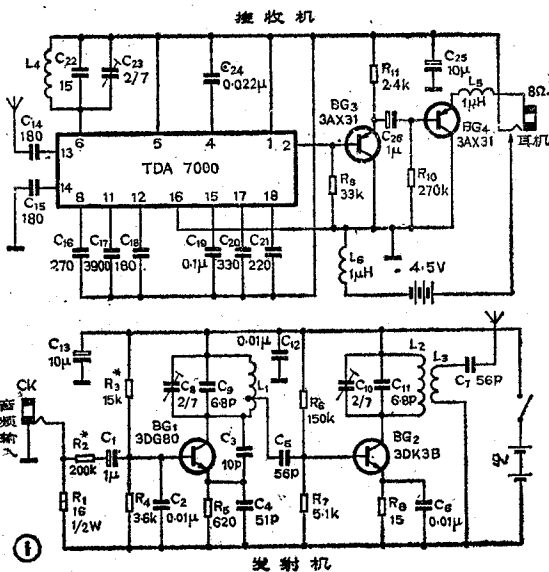 接收机
L4
C22
15
C23
2/7
C24
0.022μ
R11
2.4k
C25
10μ
L5
1μH
8Ω
耳机
BG3
3AX31
C26
1μ
BG4
3AX31
C14
180
6
5
4
1
2
13
TDA 7000
14
8
11
12
16
15
17
18
R9
33k
R10
270k
C15
180
C16
270
C17
3900
C18
180
C19
0.1μ
C20
330
C21
220
L6
1μH
4.5V
C13
10μ
0.01μ
C12
L2
L3
C7 56P
CK
音频输入
R3*
15k
C8
2/7
C9
6.8P
L1
R6
150k
C10
2/7
C11
6.8P
BG1
3DG80
BG2
3DK3B
R2*
200k
C1
1μ
C3
10p
C5
56p
9V
R1
16
1/2W
R4
3.6k
C2
0.01μ
R5
620
C4
51p
R7
5.1k
R8
15
C6
0.01μ
1
发射机